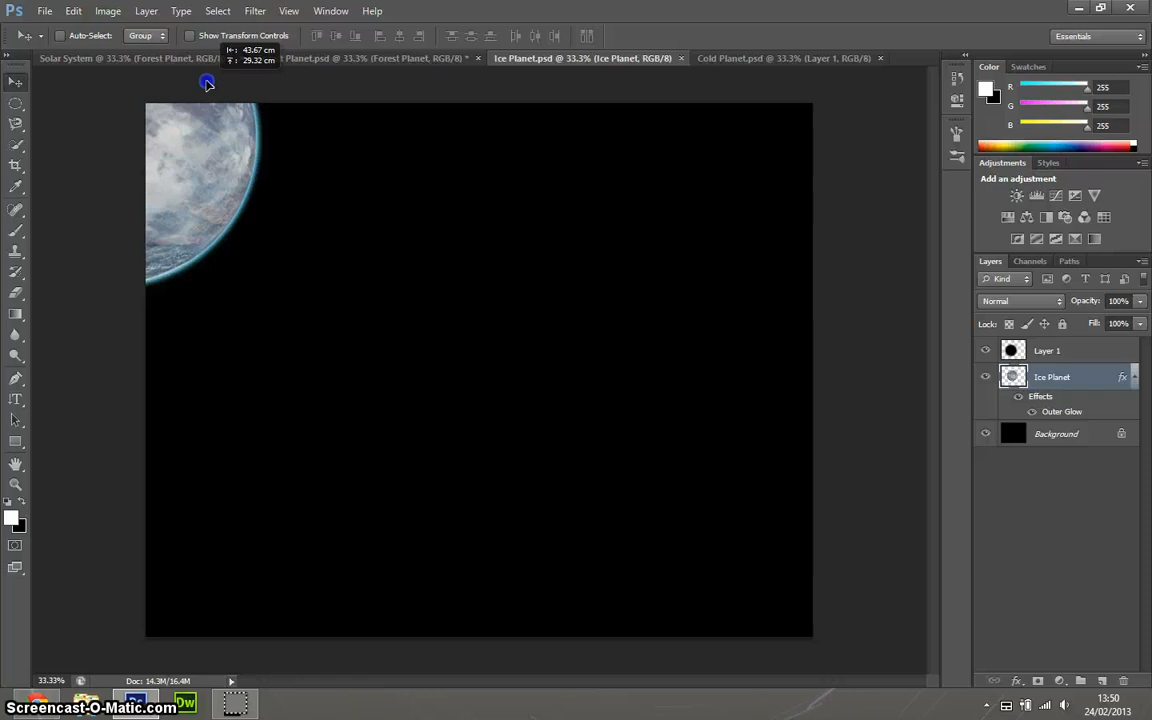 Ps File Edit Image Layer Type Select Filter 3D View Window Help
Auto-Select: Group Show Transform Controls Essentials
43.67 cm
29.32 cm
Solar System @ 33.3% (Forest Planet, RGB/8 Planet.psd @ 33.3% (Forest Planet, RGB/8) * × Ice Planet.psd @ 33.3% (Ice Planet, RGB/8) × Cold Planet.psd @ 33.3% (Layer 1, RGB/8) ×
Color Swatches
R 255
G 255
B 255
Adjustments Styles
Add an adjustment
Layers Channels Paths
Kind
Normal Opacity: 100%
Lock: Fill: 100%
Layer 1
Ice Planet fx
Effects
Outer Glow
Background
33.33% Doc: 14.3M/16.4M
Ps Dw
13:50
24/02/2013
Screencast-O-Matic.com